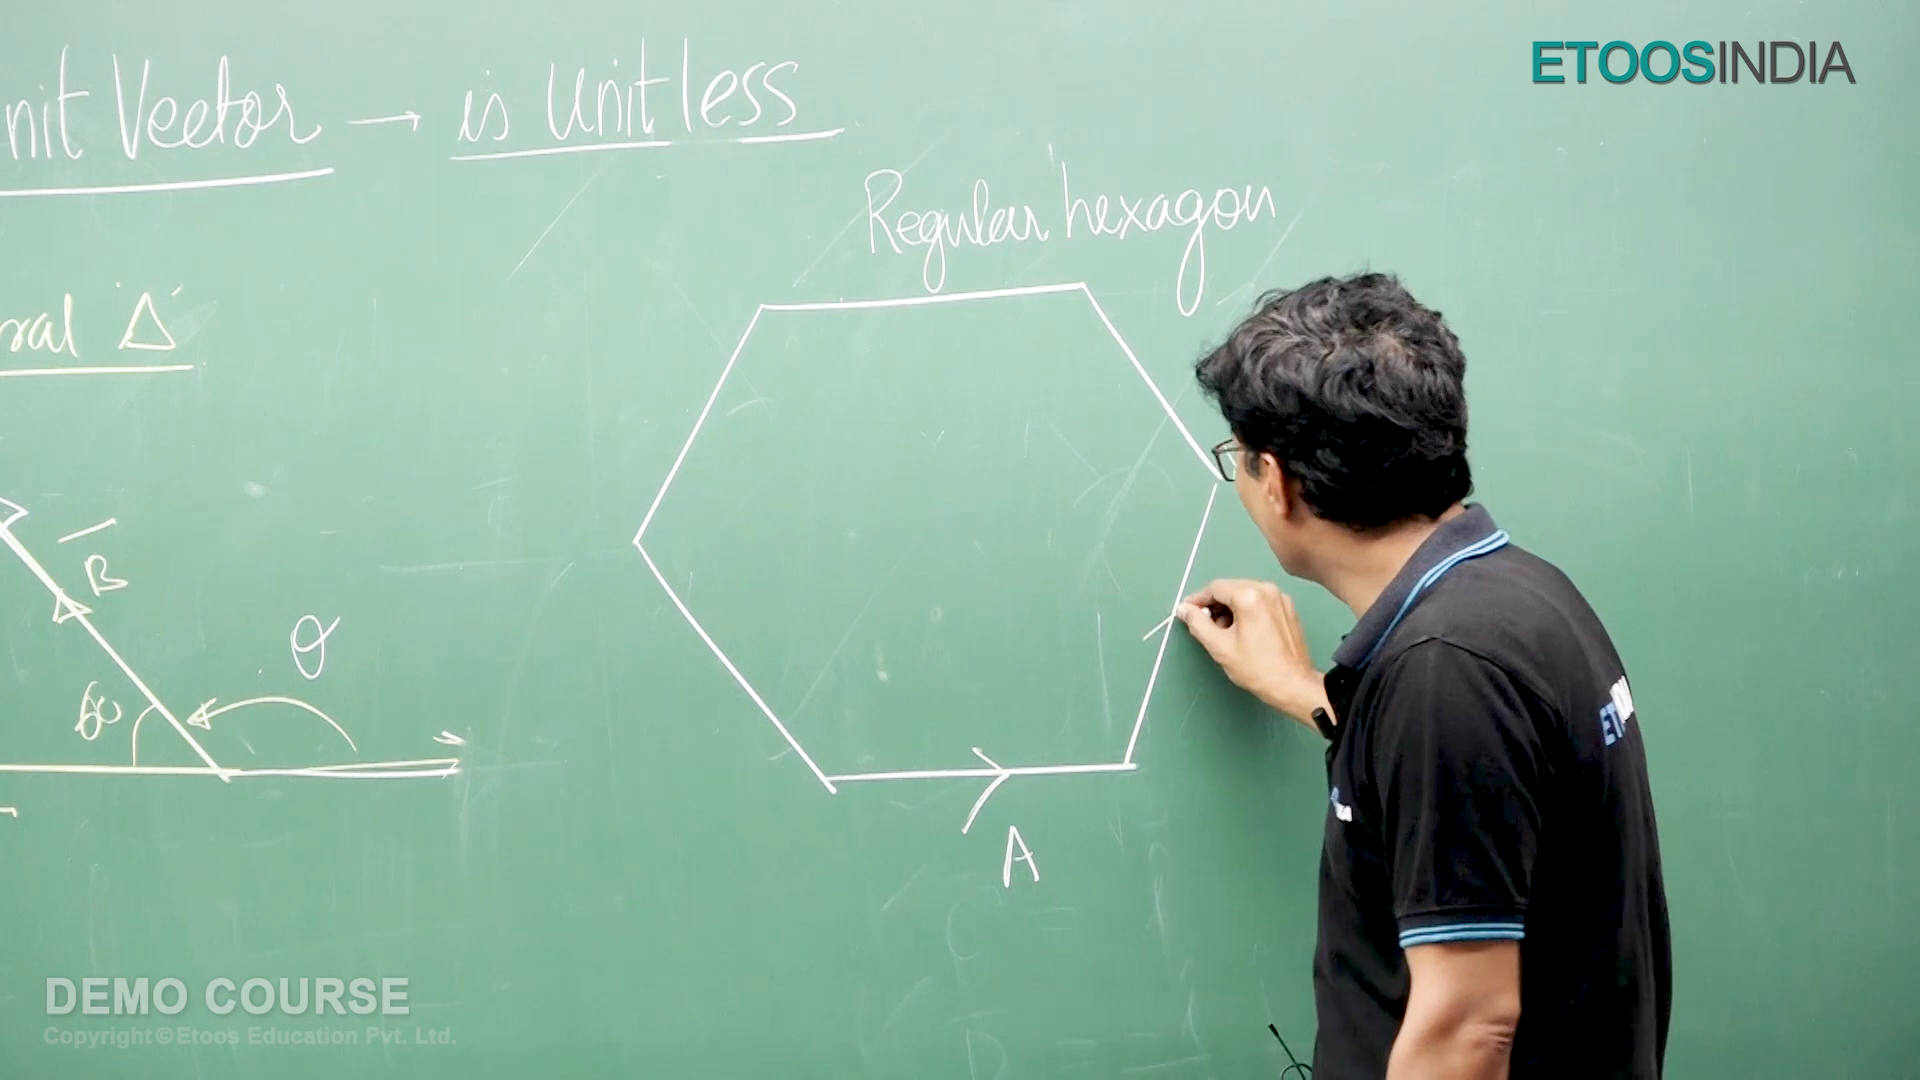 ETOOSINDIA
nit Vector → is Unitless
Regular hexagon
ral Δ
B
θ
60
A
DEMO COURSE
Copyright © Etoos Education Pvt. Ltd.